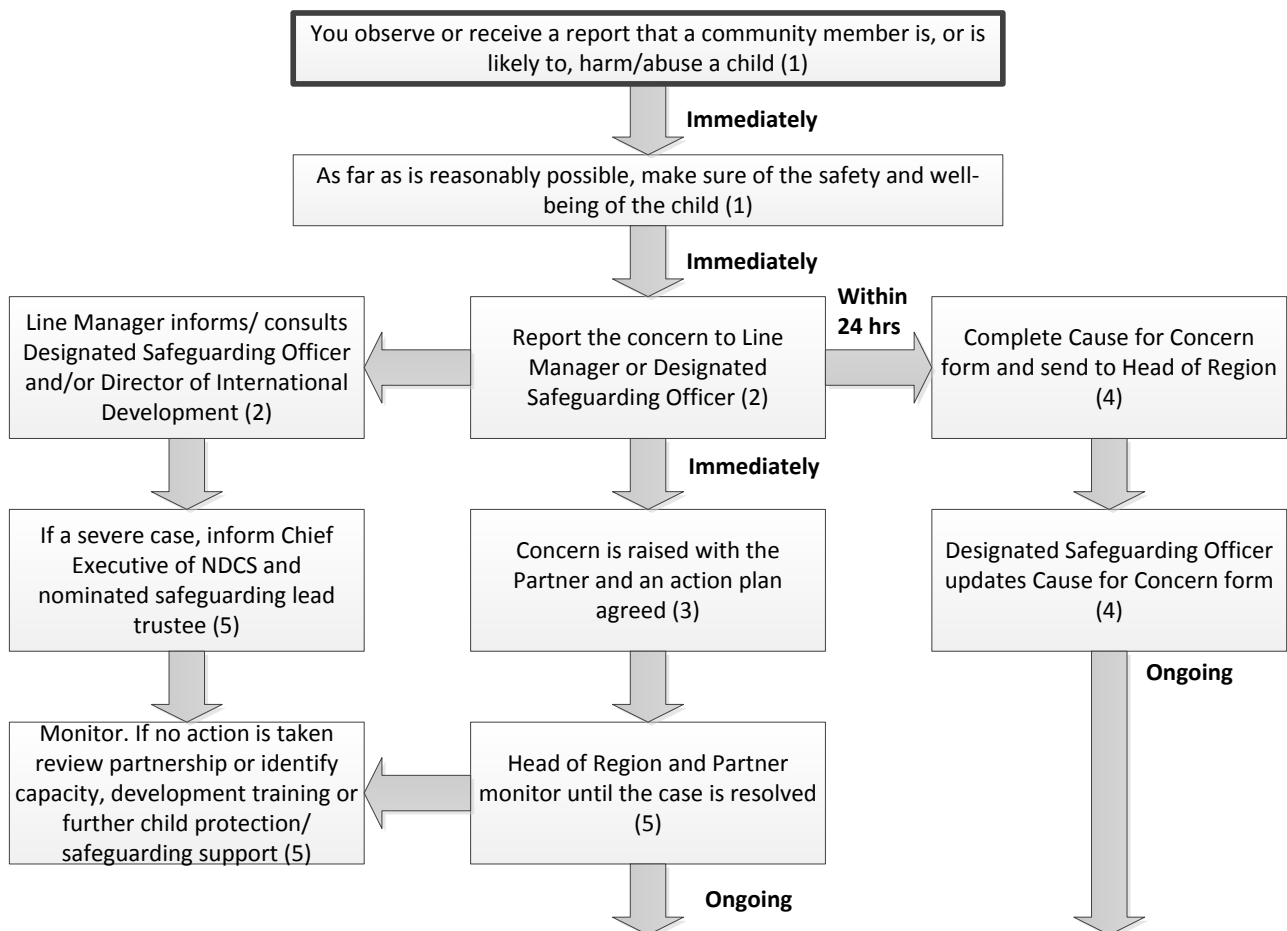 You observe or receive a report that a community member is, or is
likely to, harm/abuse a child (1)
Immediately
As far as is reasonably possible, make sure of the safety and well-
being of the child (1)
Immediately
Within
24 hrs
Line Manager informs/ consults
Designated Safeguarding Officer
and/or Director of International
Development (2)
Report the concern to Line
Manager or Designated
Safeguarding Officer (2)
Complete Cause for Concern
form and send to Head of Region
(4)
Immediately
If a severe case, inform Chief
Executive of NDCS and
nominated safeguarding lead
trustee (5)
Concern is raised with the
Partner and an action plan
agreed (3)
Designated Safeguarding Officer
updates Cause for Concern form
(4)
Ongoing
Monitor. If no action is taken
review partnership or identify
capacity, development training or
further child protection/
safeguarding support (5)
Head of Region and Partner
monitor until the case is resolved
(5)
Ongoing